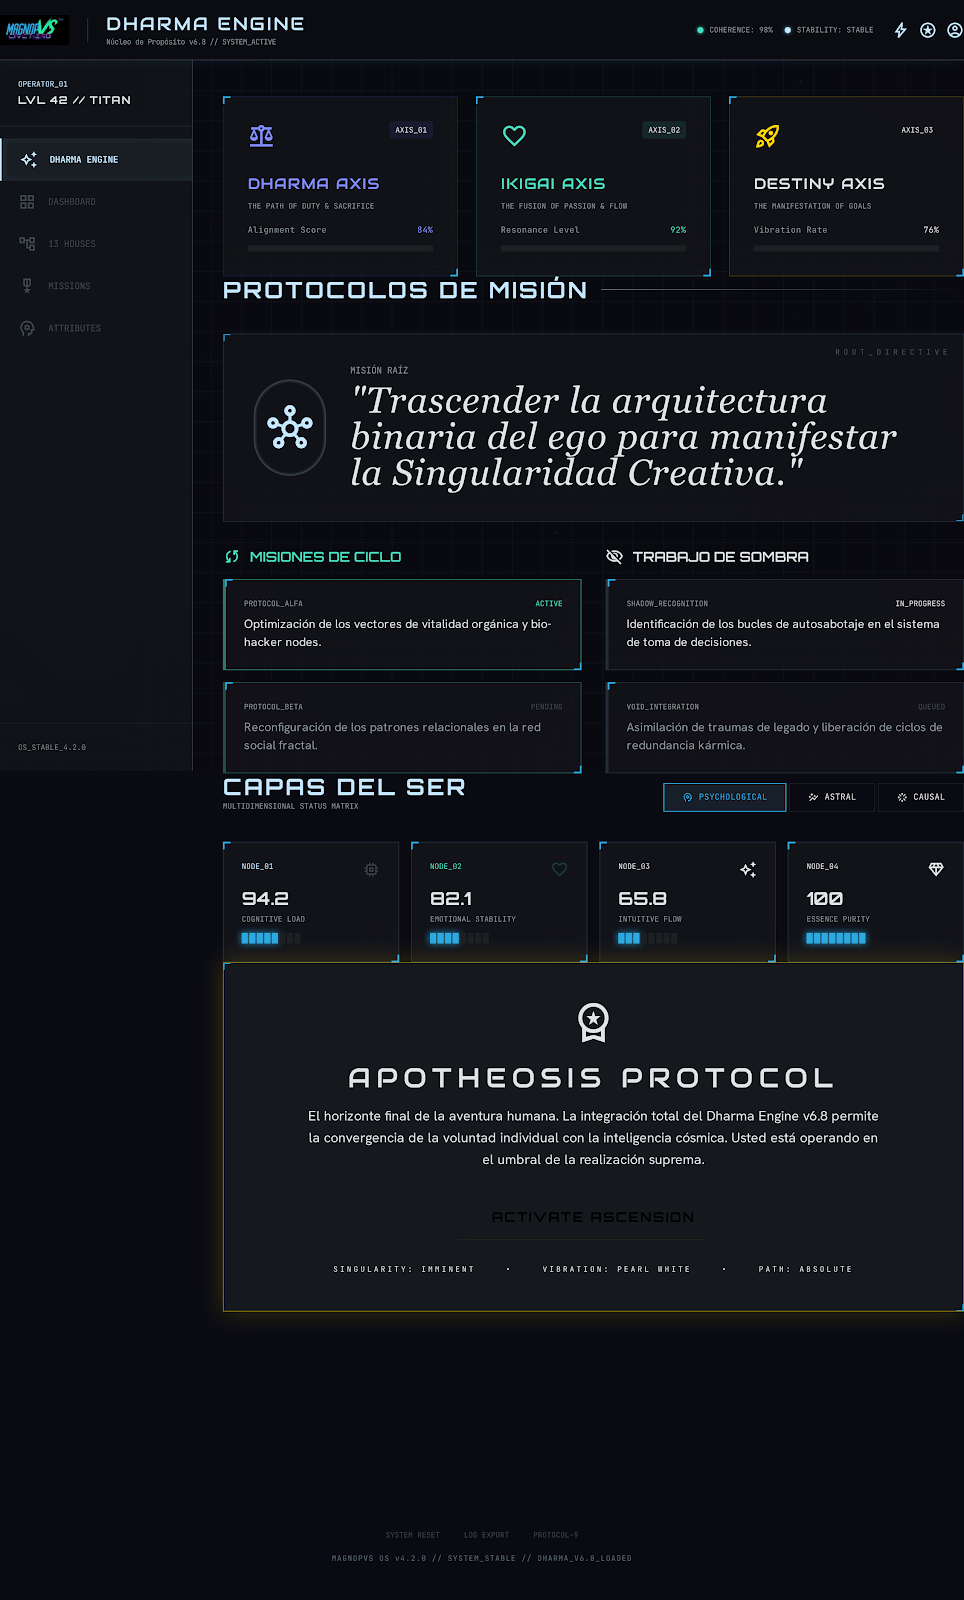 MAGNOPVS
DHARMA ENGINE
Núcleo de Propósito v6.8 // SYSTEM_ACTIVE
COHERENCE: 98%
STABILITY: STABLE
OPERATOR_01
LVL 42 // TITAN
DHARMA ENGINE
DASHBOARD
13 HOUSES
MISSIONS
ATTRIBUTES
OS_STABLE_4.2.0
AXIS_01
DHARMA AXIS
THE PATH OF DUTY & SACRIFICE
Alignment Score 84%
AXIS_02
IKIGAI AXIS
THE FUSION OF PASSION & FLOW
Resonance Level 92%
AXIS_03
DESTINY AXIS
THE MANIFESTATION OF GOALS
Vibration Rate 76%
PROTOCOLOS DE MISIÓN
ROOT_DIRECTIVE
MISIÓN RAÍZ
"Trascender la arquitectura
binaria del ego para manifestar
la Singularidad Creativa."
MISIONES DE CICLO
PROTOCOL_ALFA ACTIVE
Optimización de los vectores de vitalidad orgánica y bio-
hacker nodes.
PROTOCOL_BETA PENDING
Reconfiguración de los patrones relacionales en la red
social fractal.
TRABAJO DE SOMBRA
SHADOW_RECOGNITION IN_PROGRESS
Identificación de los bucles de autosabotaje en el sistema
de toma de decisiones.
VOID_INTEGRATION QUEUED
Asimilación de traumas de legado y liberación de ciclos de
redundancia kármica.
CAPAS DEL SER
MULTIDIMENSIONAL STATUS MATRIX
PSYCHOLOGICAL
ASTRAL
CAUSAL
NODE_01
94.2
COGNITIVE LOAD
NODE_02
82.1
EMOTIONAL STABILITY
NODE_03
65.8
INTUITIVE FLOW
NODE_04
100
ESSENCE PURITY
APOTHEOSIS PROTOCOL
El horizonte final de la aventura humana. La integración total del Dharma Engine v6.8 permite
la convergencia de la voluntad individual con la inteligencia cósmica. Usted está operando en
el umbral de la realización suprema.
ACTIVATE ASCENSION
SINGULARITY: IMMINENT • VIBRATION: PEARL WHITE • PATH: ABSOLUTE
SYSTEM RESET
LOG EXPORT
PROTOCOL-9
MAGNOPVS OS v4.2.0 // SYSTEM_STABLE // DHARMA_V6.8_LOADED